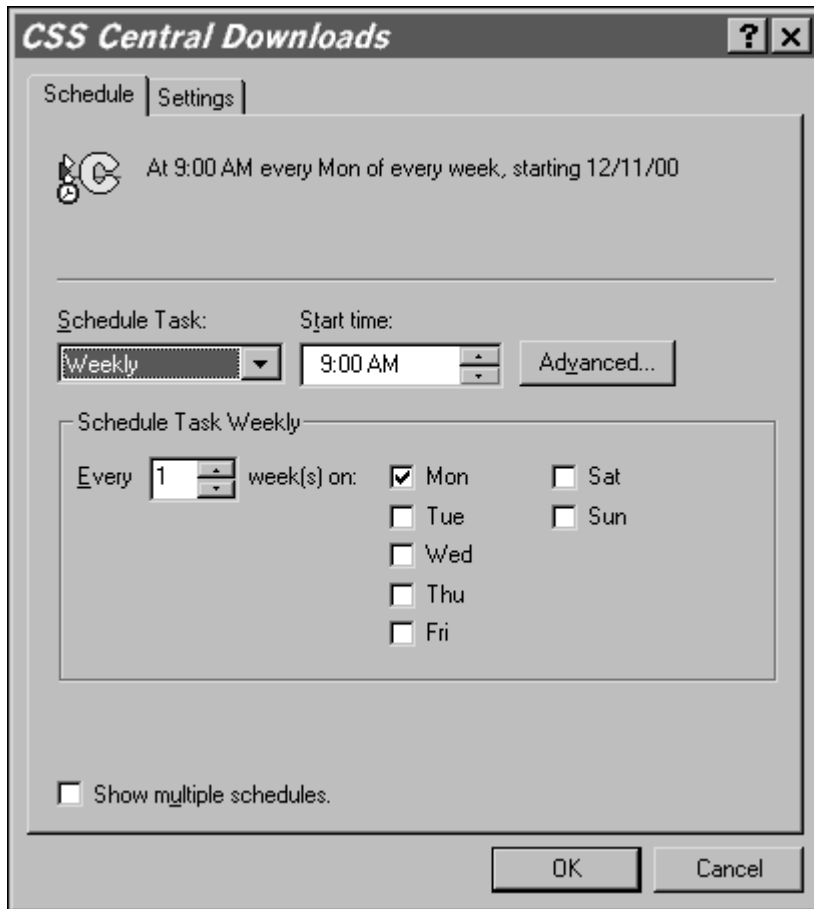 CSS Central Downloads
Schedule Settings
At 9:00 AM every Mon of every week, starting 12/11/00
Schedule Task: Start time:
Weekly 9:00 AM Advanced...
Schedule Task Weekly
Every 1 week(s) on: Mon Sat
Tue Sun
Wed
Thu
Fri
Show multiple schedules.
OK Cancel